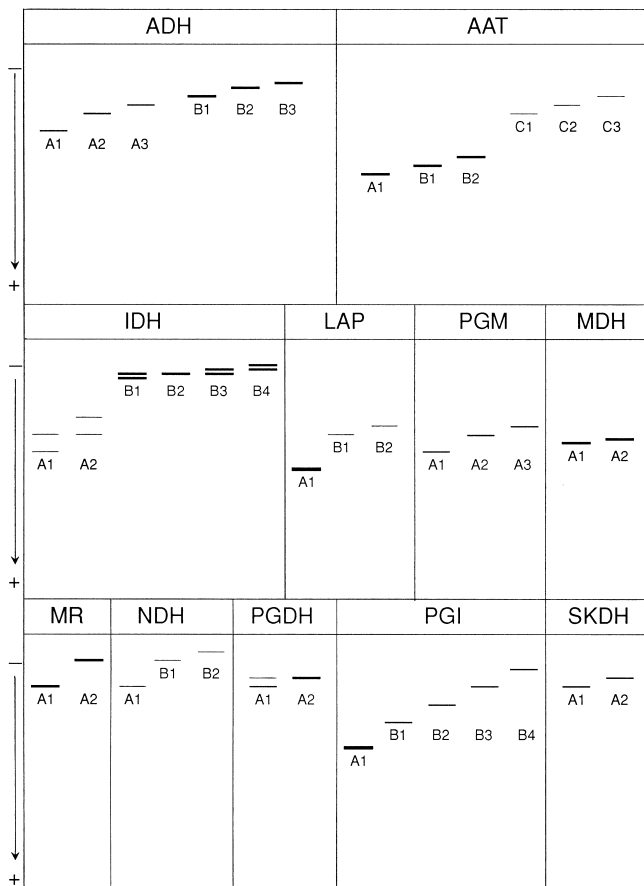 ADH AAT
−
B1 B2 B3
A1 A2 A3
C1 C2 C3
A1 B1 B2
+
IDH LAP PGM MDH
−
B1 B2 B3 B4
A1 A2
B1 B2
A1
A1 A2 A3
A1 A2
+
MR NDH PGDH PGI SKDH
−
A1 A2
A1 B1 B2
A1 A2
A1 B1 B2 B3 B4
A1 A2
+